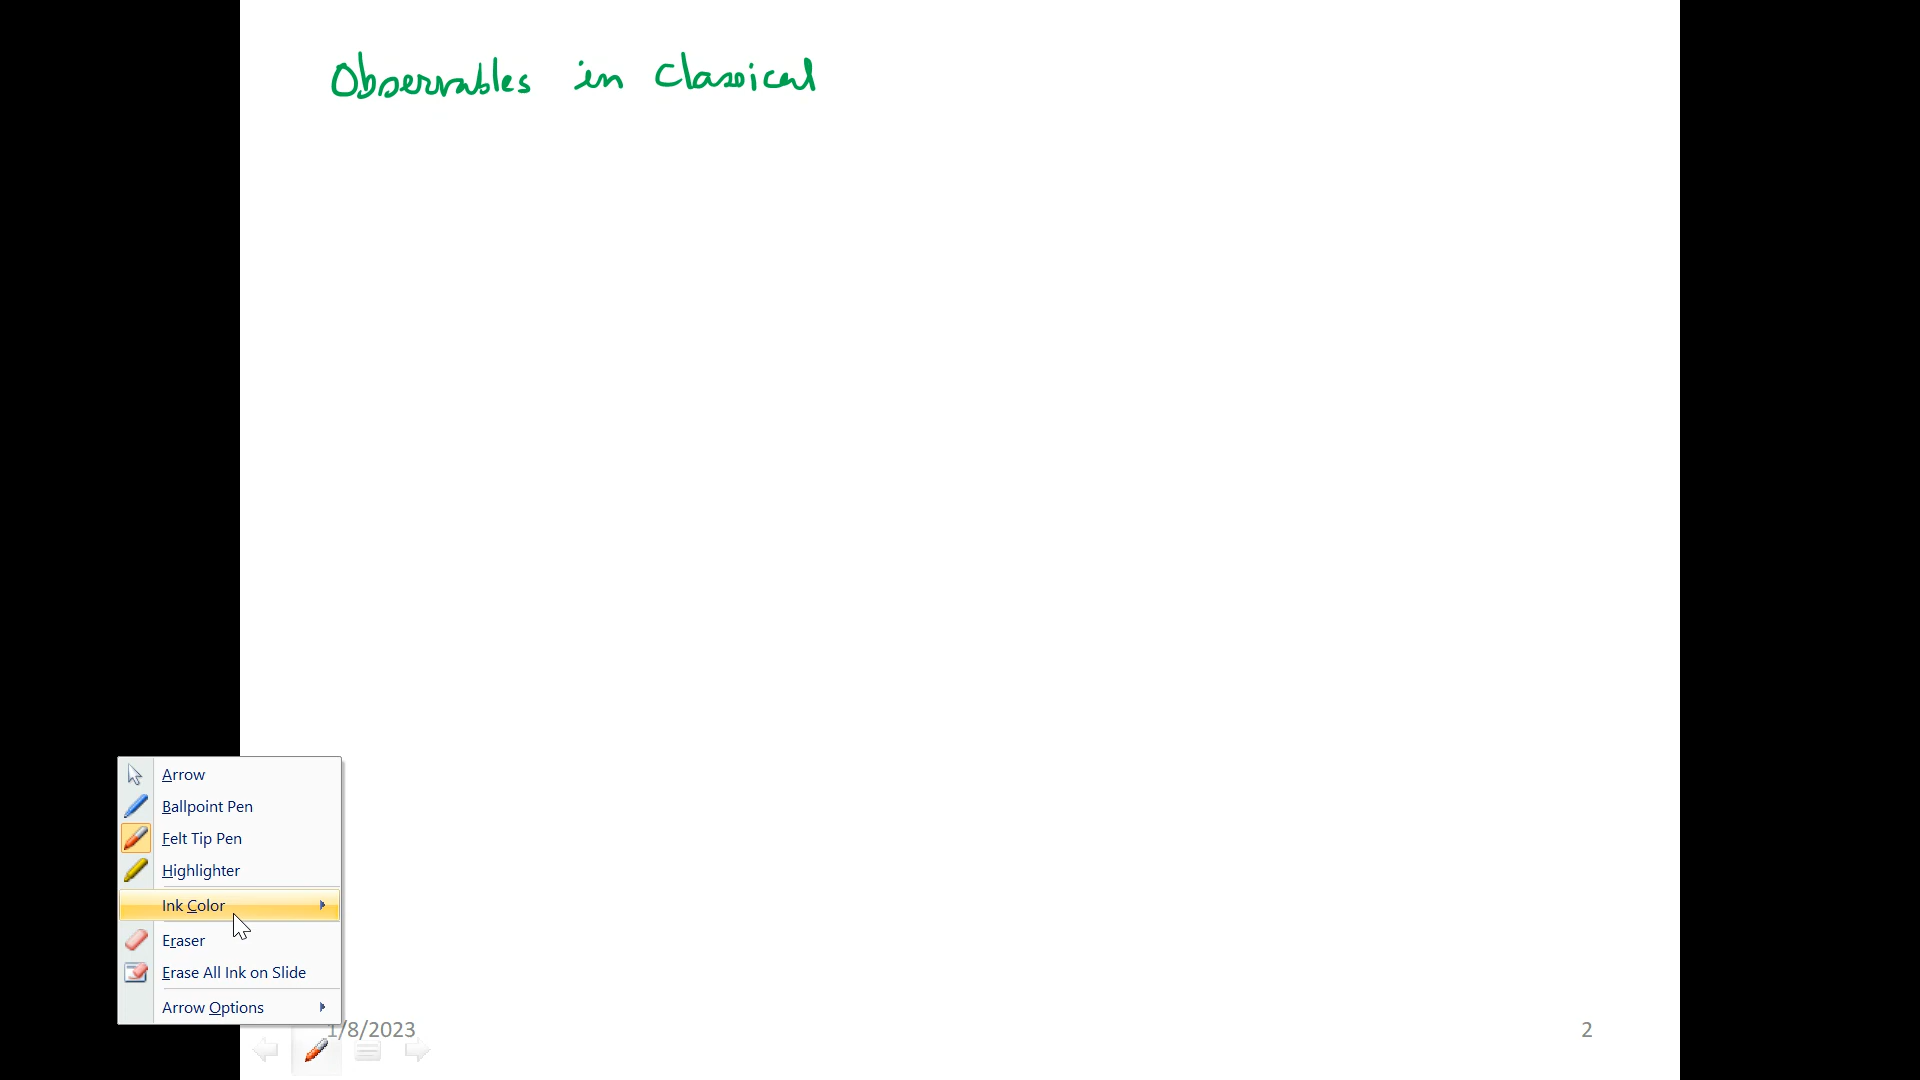 Observables in Classical
Arrow
Ballpoint Pen
Felt Tip Pen
Highlighter
Ink Color
Eraser
Erase All Ink on Slide
Arrow Options
1/8/2023
2